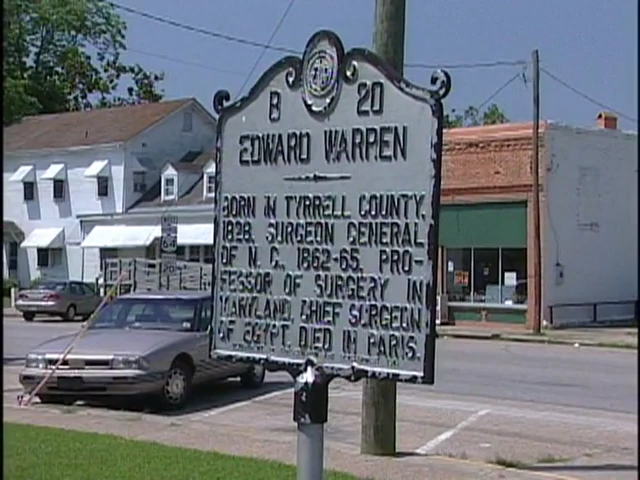 B 20
EDWARD WARREN
BORN IN TYRRELL COUNTY,
1828. SURGEON GENERAL
OF N. C., 1862-65. PRO-
FESSOR OF SURGERY IN
MARYLAND, CHIEF SURGEON
OF EGYPT. DIED IN PARIS.